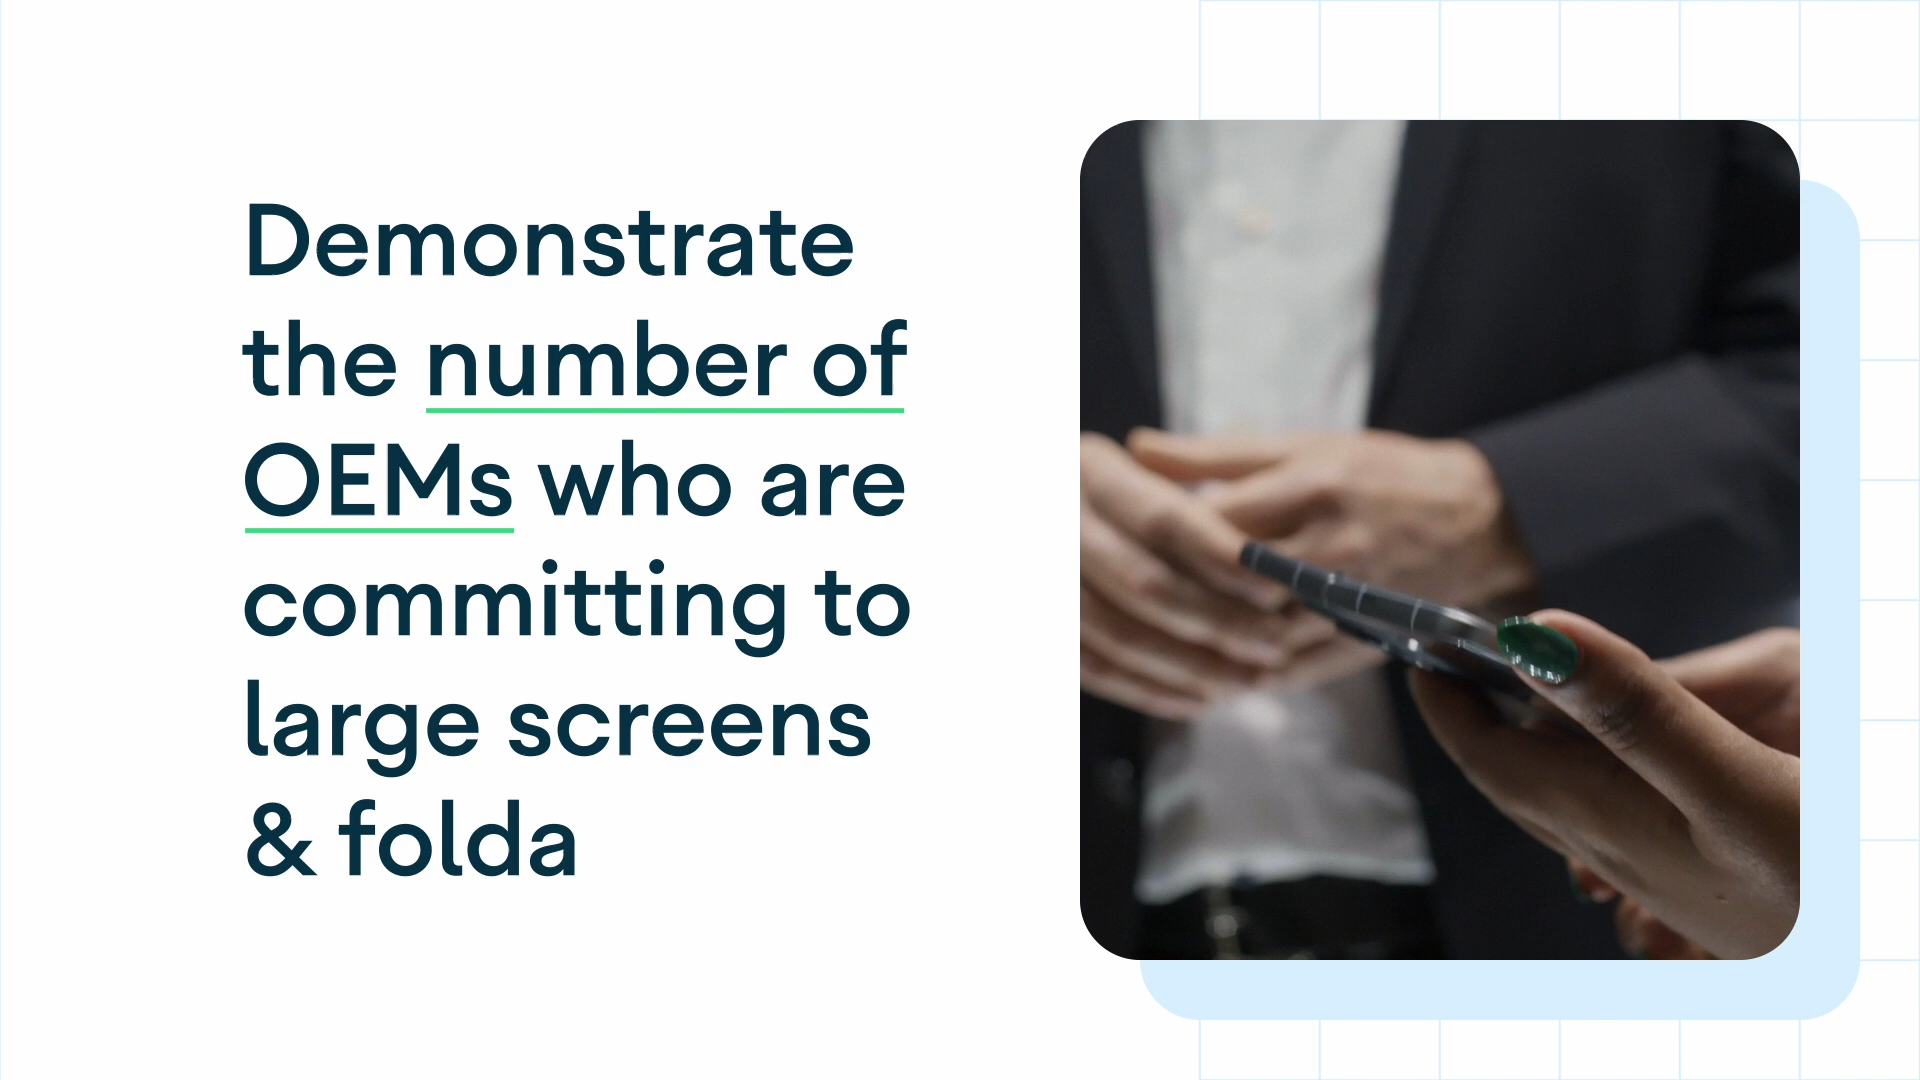 Demonstrate
the number of
OEMs who are
committing to
large screens
& folda